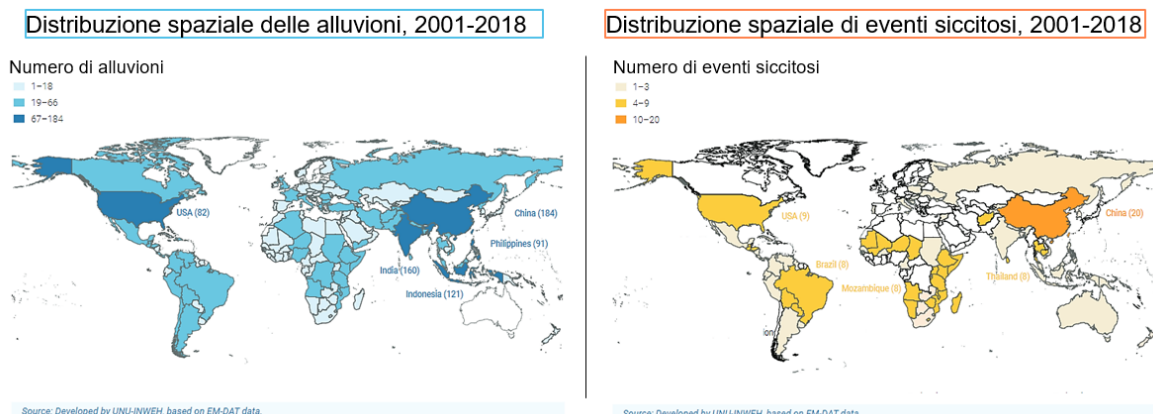 Distribuzione spaziale delle alluvioni, 2001-2018
Numero di alluvioni
1–18
19–66
67–184
USA (82)
China (184)
Philippines (91)
India (160)
Indonesia (121)
Source: Developed by UNU-INWEH, based on EM-DAT data.
Distribuzione spaziale di eventi siccitosi, 2001-2018
Numero di eventi siccitosi
1–3
4–9
10–20
USA (9)
China (20)
Brazil (8)
Thailand (8)
Mozambique (8)
ion
Source: Developed by UNU-INWEH, based on EM-DAT data.